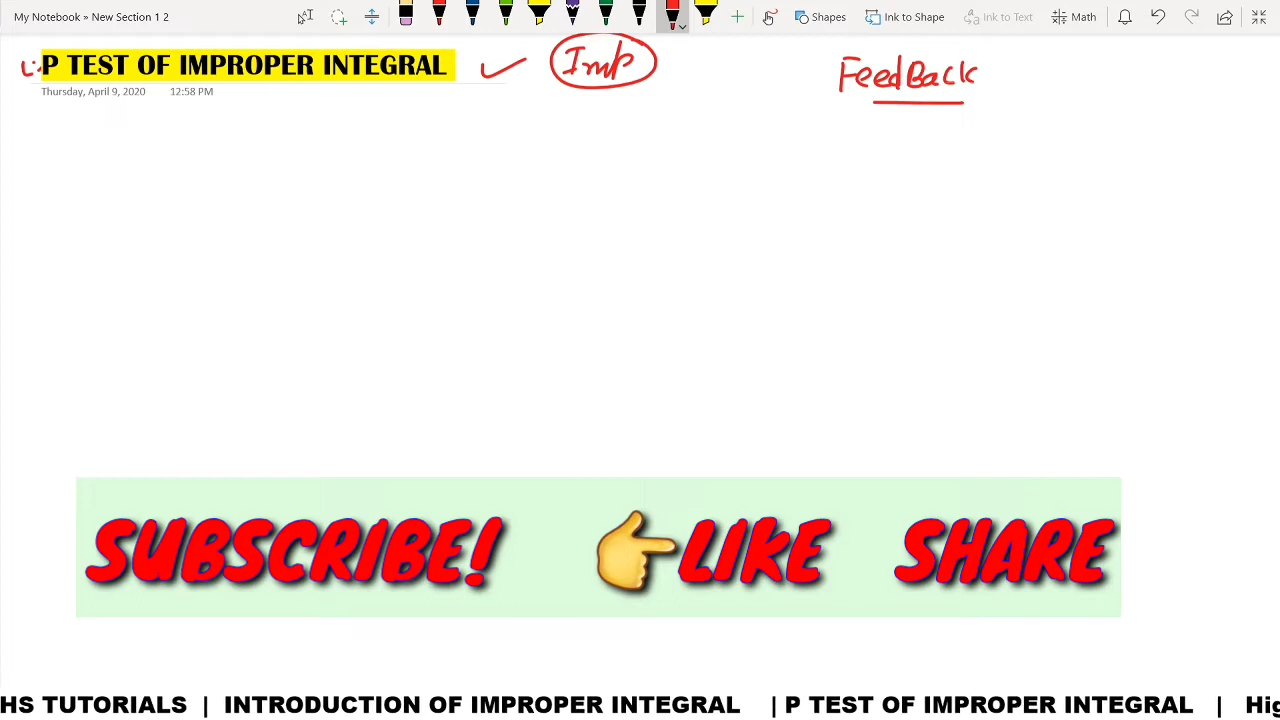 My Notebook » New Section 1 2
Shapes
Ink to Shape
Ink to Text
Math
P TEST OF IMPROPER INTEGRAL
Imp
FeedBack
Thursday, April 9, 2020 12:58 PM
SUBSCRIBE! LIKE SHARE
HS TUTORIALS | INTRODUCTION OF IMPROPER INTEGRAL | P TEST OF IMPROPER INTEGRAL | Hig